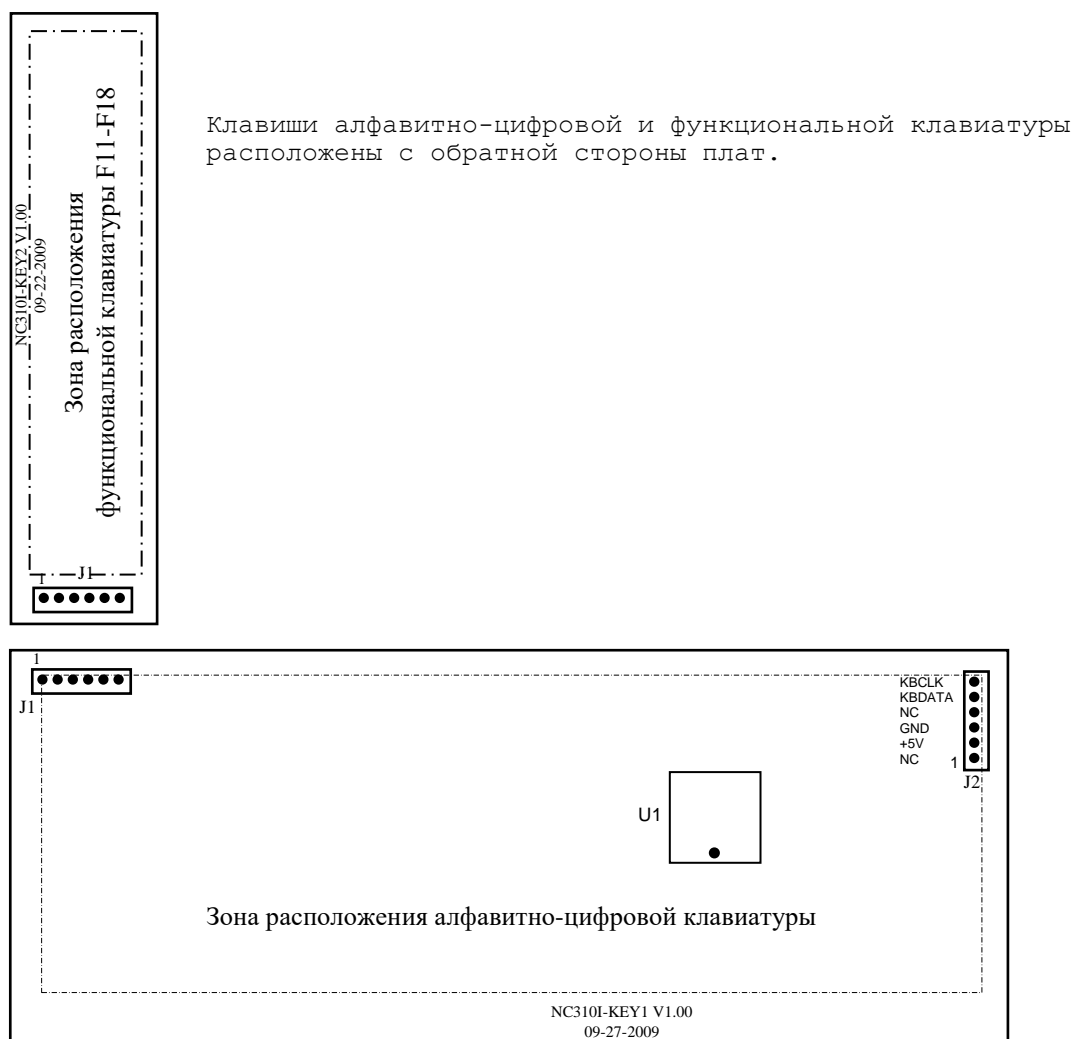 NC310I-KEY2 V1.00
09-22-2009
Зона расположения
функциональной клавиатуры F11-F18
1
J1
Клавиши алфавитно-цифровой и функциональной клавиатуры
расположены с обратной стороны плат.
1
J1
KBCLK
KBDATA
NC
GND
+5V
NC
1
J2
U1
Зона расположения алфавитно-цифровой клавиатуры
NC310I-KEY1 V1.00
09-27-2009